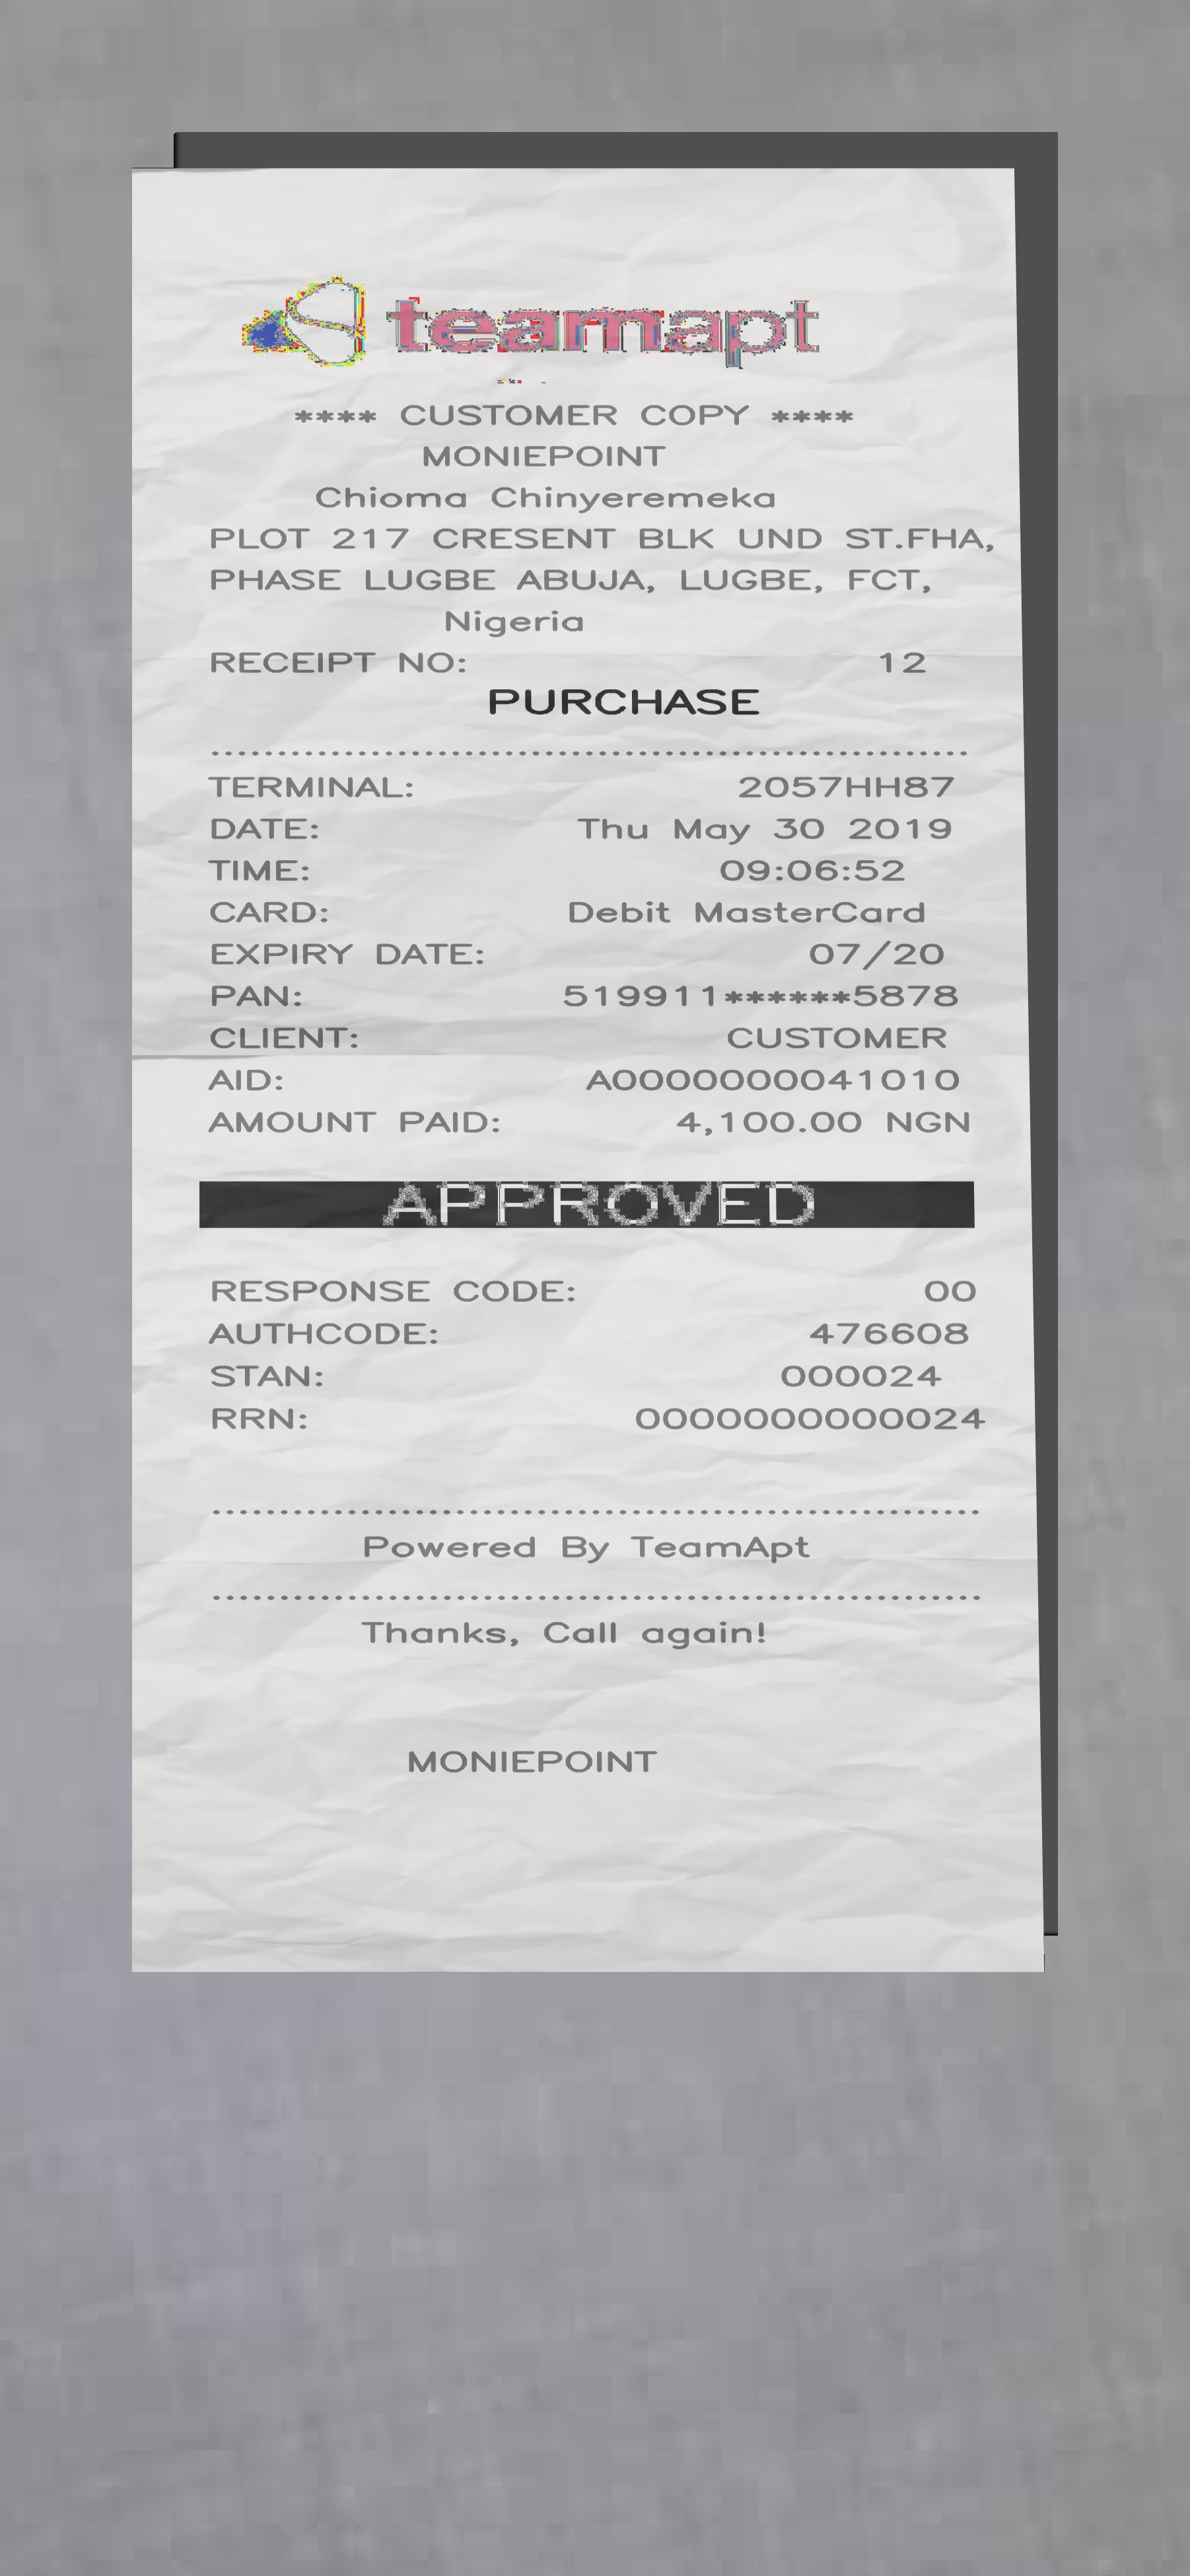 teamapt
**** CUSTOMER COPY ****
MONIEPOINT
Chioma Chinyeremeka
PLOT 217 CRESENT BLK UND ST.FHA,
PHASE LUGBE ABUJA, LUGBE, FCT,
Nigeria
RECEIPT NO: 12
PURCHASE
TERMINAL: 2057HH87
DATE: Thu May 30 2019
TIME: 09:06:52
CARD: Debit MasterCard
EXPIRY DATE: 07/20
PAN: 519911******5878
CLIENT: CUSTOMER
AID: A0000000041010
AMOUNT PAID: 4,100.00 NGN
APPROVED
RESPONSE CODE: 00
AUTHCODE: 476608
STAN: 000024
RRN: 0000000000024
Powered By TeamApt
Thanks, Call again!
MONIEPOINT